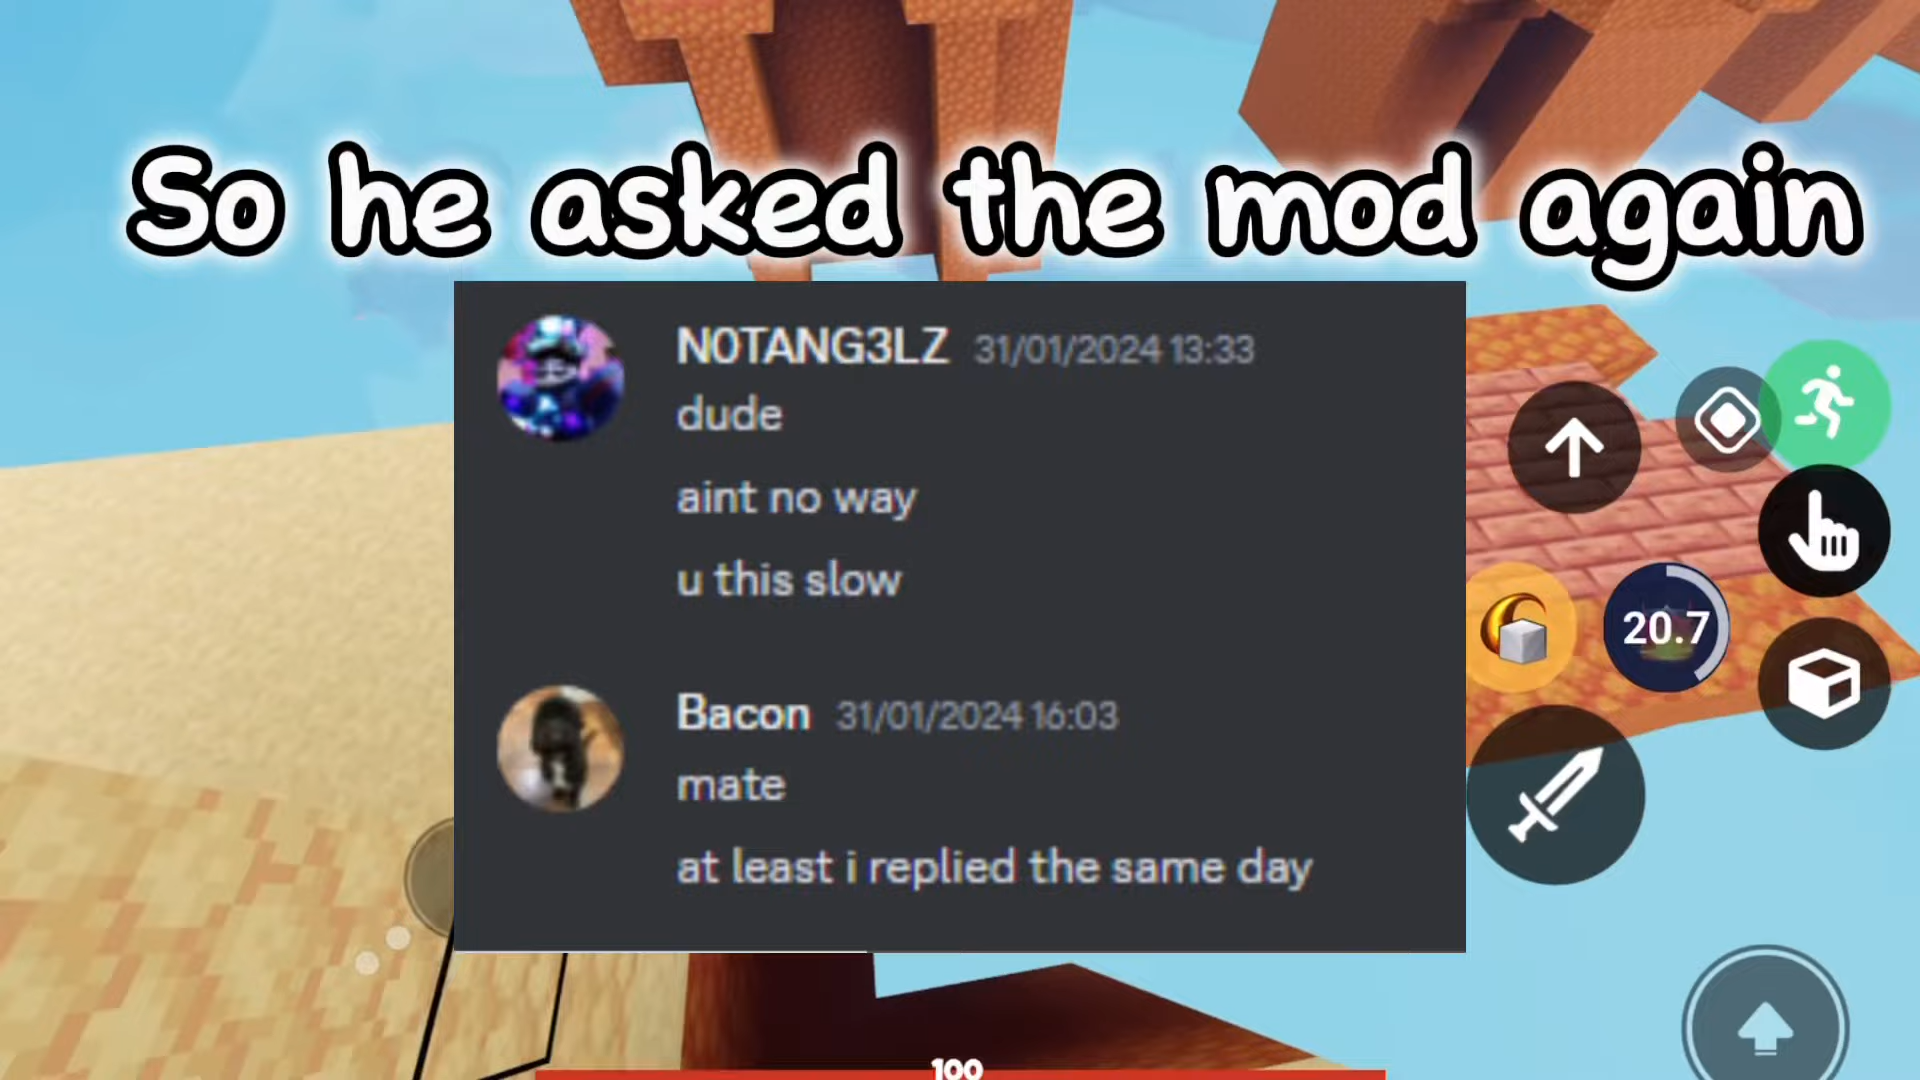 So he asked the mod again
N0TANG3LZ 31/01/2024 13:33
dude
aint no way
u this slow
Bacon 31/01/2024 16:03
mate
at least i replied the same day
20.7
100